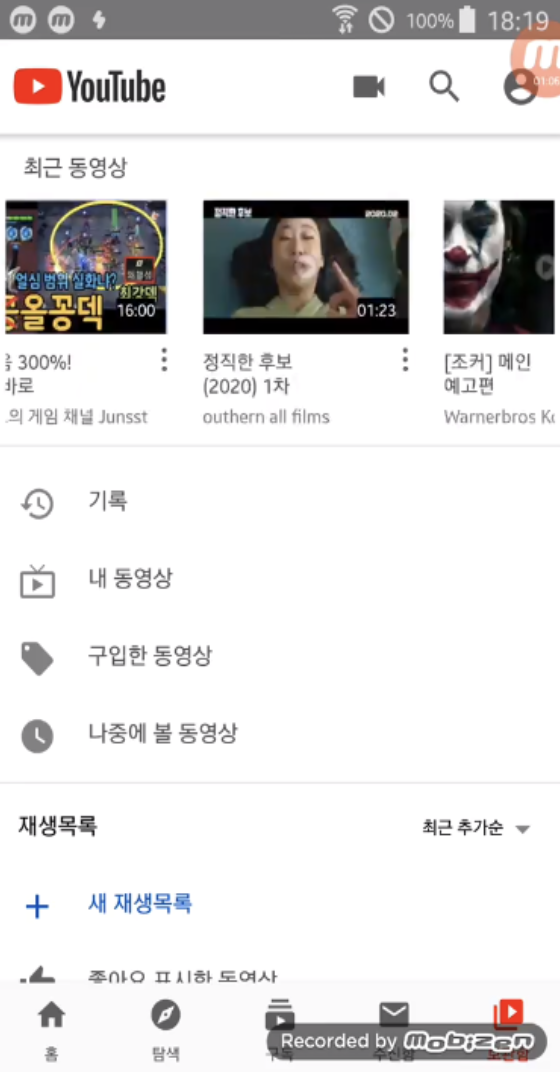 100% 18:19
YouTube
01:06
최근 동영상
열심 범위 실화냐?
최강덱
올꽁덱
16:00
정직한 후보
2020.02
01:23
300%!
바로
정직한 후보
(2020) 1차
[조커] 메인
예고편
의 게임 채널 Junsst
outhern all films
Warnerbros Ko
기록
내 동영상
구입한 동영상
나중에 볼 동영상
재생목록
최근 추가순
새 재생목록
좋아요 표시한 동영상
홈
탐색
구독
수신함
보관함
Recorded by mobizen